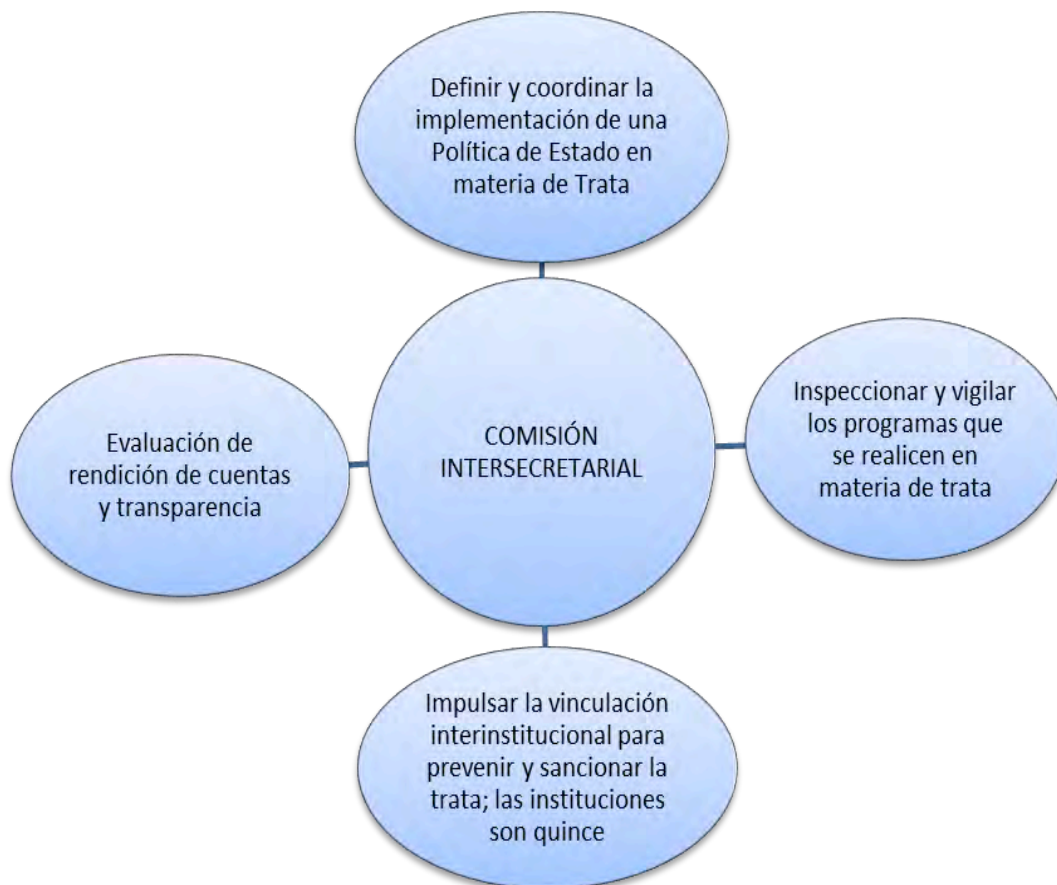 Definir y coordinar la
implementación de una
Política de Estado en
materia de Trata
Inspeccionar y vigilar
los programas que
se realicen en
materia de trata
COMISIÓN
INTERSECRETARIAL
Evaluación de
rendición de cuentas
y transparencia
Impulsar la vinculación
interinstitucional para
prevenir y sancionar la
trata; las instituciones
son quince